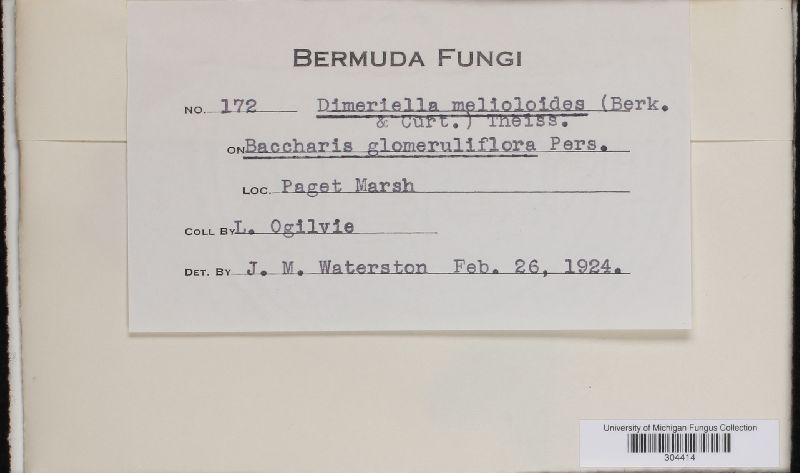 BERMUDA FUNGI
NO. 172 Dimeriella melioloides (Berk.
& Curt.) Theiss.
ON Baccharis glomeruliflora Pers.
LOC. Paget Marsh
COLL BY L. Ogilvie
DET. BY J. M. Waterston Feb. 26, 1924.
University of Michigan Fungus Collection
304414